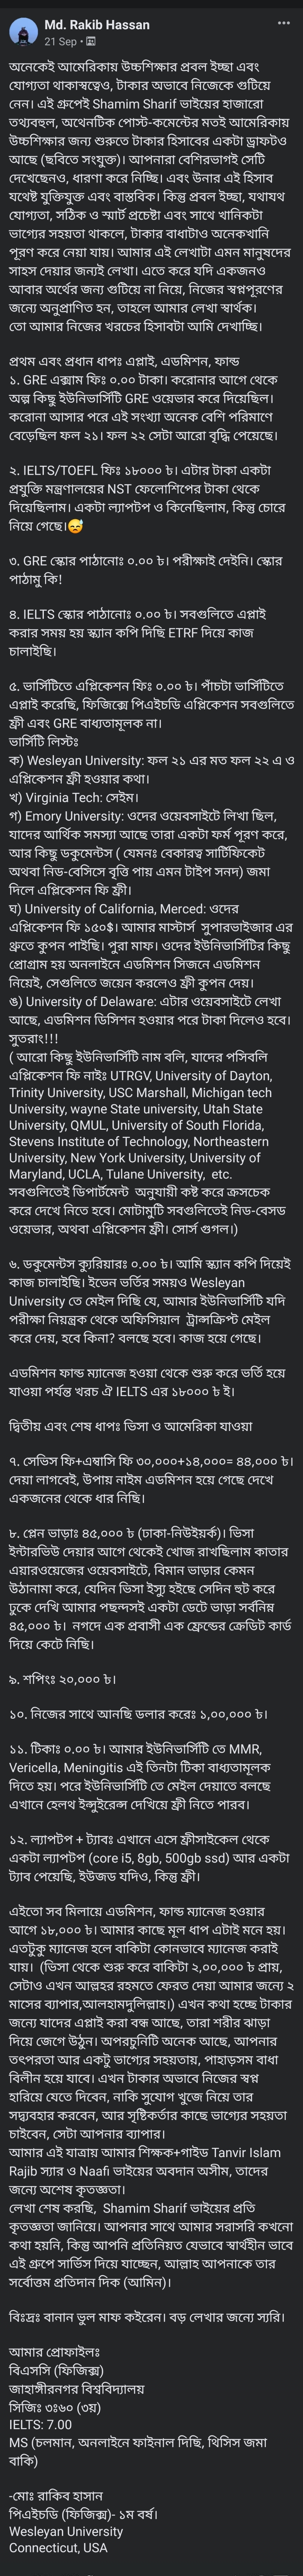 Md. Rakib Hassan
21 Sep
অনেকেই আমেরিকায় উচ্চশিক্ষার প্রবল ইচ্ছা এবং
যোগ্যতা থাকাস্বত্বেও, টাকার অভাবে নিজেকে গুটিয়ে
নেন। এই গ্রুপেই Shamim Sharif ভাইয়ের হাজারো
তথ্যবহুল, অথেনটিক পোস্ট-কমেন্টের মতই আমেরিকায়
উচ্চশিক্ষার জন্য শুরুতে টাকার হিসাবের একটা ড্রাফটও
আছে (ছবিতে সংযুক্ত)। আপনারা বেশিরভাগই সেটি
দেখেছেনও, ধারণা করে নিচ্ছি। এবং উনার এই হিসাব
যথেষ্ট যুক্তিযুক্ত এবং বাস্তবিক। কিন্তু প্রবল ইচ্ছা, যথাযথ
যোগ্যতা, সঠিক ও স্মার্ট প্রচেষ্টা এবং সাথে খানিকটা
ভাগ্যের সহয়তা থাকলে, টাকার বাধাটাও অনেকখানি
পূরণ করে নেয়া যায়। আমার এই লেখাটা এমন মানুষদের
সাহস দেয়ার জন্যই লেখা। এতে করে যদি একজনও
আবার অর্থের জন্য গুটিয়ে না নিয়ে, নিজের স্বপ্নপূরণের
জন্যে অনুপ্রাণিত হন, তাহলে আমার লেখা স্বার্থক।
তো আমার নিজের খরচের হিসাবটা আমি দেখাচ্ছি।
প্রথম এবং প্রধান ধাপঃ এপ্লাই, এডমিশন, ফান্ড
১. GRE এক্সাম ফিঃ ০.০০ টাকা। করোনার আগে থেকে
অল্প কিছু ইউনিভার্সিটি GRE ওয়েভার করে দিয়েছিল।
করোনা আসার পরে এই সংখ্যা অনেক বেশি পরিমাণে
বেড়েছিল ফল ২১। ফল ২২ সেটা আরো বৃদ্ধি পেয়েছে।
২. IELTS/TOEFL ফিঃ ১৮০০০ ৳। এটার টাকা একটা
প্রযুক্তি মন্ত্রণালয়ের NST ফেলোশিপের টাকা থেকে
দিয়েছিলাম। একটা ল্যাপটপ ও কিনেছিলাম, কিন্তু চোরে
নিয়ে গেছে।😅
৩. GRE স্কোর পাঠানোঃ ০.০০ ৳। পরীক্ষাই দেইনি। স্কোর
পাঠামু কি!
৪. IELTS স্কোর পাঠানোঃ ০.০০ ৳। সবগুলিতে এপ্লাই
করার সময় হয় স্ক্যান কপি দিছি ETRF দিয়ে কাজ
চালাইছি।
৫. ভার্সিটিতে এপ্লিকেশন ফিঃ ০.০০ ৳। পাঁচটা ভার্সিটিতে
এপ্লাই করেছি, ফিজিক্সে পিএইচডি এপ্লিকেশন সবগুলিতে
ফ্রী এবং GRE বাধ্যতামূলক না।
ভার্সিটি লিস্টঃ
ক) Wesleyan University: ফল ২১ এর মত ফল ২২ এ ও
এপ্লিকেশন ফ্রী হওয়ার কথা।
খ) Virginia Tech: সেইম।
গ) Emory University: ওদের ওয়েবসাইটে লিখা ছিল,
যাদের আর্থিক সমস্যা আছে তারা একটা ফর্ম পূরণ করে,
আর কিছু ডকুমেন্টস ( যেমনঃ বেকারত্ব সার্টিফিকেট
অথবা নিড-বেসিসে বৃত্তি পায় এমন টাইপ সনদ) জমা
দিলে এপ্লিকেশন ফি ফ্রী।
ঘ) University of California, Merced: ওদের
এপ্লিকেশন ফি ১৫০$। আমার মাস্টার্স সুপারভাইজার এর
থ্রুতে কুপন পাইছি। পুরা মাফ। ওদের ইউনিভার্সিটির কিছু
প্রোগ্রাম হয় অনলাইনে এডমিশন সিজনে এডমিশন
নিয়েই, সেগুলিতে জয়েন করলেও ফ্রী কুপন দেয়।
ঙ) University of Delaware: এটার ওয়েবসাইটে লেখা
আছে, এডমিশন ডিসিশন হওয়ার পরে টাকা দিলেও হবে।
সুতরাং!!!
( আরো কিছু ইউনিভার্সিটি নাম বলি, যাদের পসিবলি
এপ্লিকেশন ফি নাইঃ UTRGV, University of Dayton,
Trinity University, USC Marshall, Michigan tech
University, wayne State university, Utah State
University, QMUL, University of South Florida,
Stevens Institute of Technology, Northeastern
University, New York University, University of
Maryland, UCLA, Tulane University, etc.
সবগুলিতেই ডিপার্টমেন্ট অনুযায়ী কষ্ট করে ক্রসচেক
করে দেখে নিতে হবে। মোটামুটি সবগুলিতেই নিড-বেসড
ওয়েভার, অথবা এপ্লিকেশন ফ্রী। সোর্স গুগল।)
৬. ডকুমেন্টস ক্যুরিয়ারঃ ০.০০ ৳। আমি স্ক্যান কপি দিয়েই
কাজ চালাইছি। ইভেন ভর্তির সময়ও Wesleyan
University তে মেইল দিছি যে, আমার ইউনিভার্সিটি যদি
পরীক্ষা নিয়ন্ত্রক থেকে অফিসিয়াল ট্রান্সক্রিপ্ট মেইল
করে দেয়, হবে কিনা? বলছে হবে। কাজ হয়ে গেছে।
এডমিশন ফান্ড ম্যানেজ হওয়া থেকে শুরু করে ভর্তি হয়ে
যাওয়া পর্যন্ত খরচ ঐ IELTS এর ১৮০০০ ৳ ই।
দ্বিতীয় এবং শেষ ধাপঃ ভিসা ও আমেরিকা যাওয়া
৭. সেভিস ফি+এম্বাসি ফি ৩০,০০০+১৪,০০০= ৪৪,০০০ ৳।
দেয়া লাগবেই, উপায় নাই‌ম এডমিশন হয়ে গেছে দেখে
একজনের থেকে ধার নিছি।
৮. প্লেন ভাড়াঃ ৪৫,০০০ ৳ (ঢাকা-নিউইয়র্ক)। ভিসা
ইন্টারভিউ দেয়ার আগে থেকেই খোজ রাখছিলাম কাতার
এয়ারওয়েজের ওয়েবসাইটে, বিমান ভাড়ার কেমন
উঠানামা করে, যেদিন ভিসা ইস্যু হইছে সেদিন হুট করে
ঢুকে দেখি আমার পছন্দসই একটা ডেটে ভাড়া সর্বনিম্ন
৪৫,০০০ ৳। নগদে এক প্রবাসী এক ফ্রেন্ডের ক্রেডিট কার্ড
দিয়ে কেটে নিছি।
৯. শপিংঃ ২০,০০০ ৳।
১০. নিজের সাথে আনছি ডলার করেঃ ১,০০,০০০ ৳।
১১. টিকাঃ ০.০০ ৳। আমার ইউনিভার্সিটি তে MMR,
Vericella, Meningitis এই তিনটা টিকা বাধ্যতামূলক
দিতে হয়। পরে ইউনিভার্সিটি তে মেইল দেয়াতে বলছে
এখানে হেলথ ইন্সুইরেন্স দেখিয়ে ফ্রী নিতে পারব।
১২. ল্যাপটপ + ট্যাবঃ এখানে এসে ফ্রীসাইকেল থেকে
একটা ল্যাপটপ (core i5, 8gb, 500gb ssd) আর একটা
ট্যাব পেয়েছি, ইউজড যদিও, কিন্তু ফ্রী।
এইতো সব মিলায়ে এডমিশন, ফান্ড ম্যানেজ হওয়ার
আগে ১৮,০০০ ৳। আমার কাছে মূল ধাপ এটাই মনে হয়।
এতটুকু ম্যানেজ হলে বাকিটা কোনভাবে ম্যানেজ করাই
যায়। (ভিসা থেকে শুরু করে বাকিটা ২,০০,০০০ ৳ প্রায়,
সেটাও এখন আল্লহর রহমতে ফেরত দেয়া আমার জন্যে ২
মাসের ব্যাপার,আলহামদুলিল্লাহ।) এখন কথা হচ্ছে টাকার
জন্যে যাদের এপ্লাই করা বন্ধ আছে, তারা শরীর ঝাড়া
দিয়ে জেগে উঠুন। অপরচুনিটি অনেক আছে, আপনার
তৎপরতা আর একটু ভাগ্যের সহয়তায়, পাহাড়সম বাধা
বিলীন হয়ে যাবে। এখন টাকার অভাবে নিজের স্বপ্ন
হারিয়ে যেতে দিবেন, নাকি সুযোগ খুজে নিয়ে তার
সদ্ব্যবহার করবেন, আর সৃষ্টিকর্তার কাছে ভাগ্যের সহয়তা
চাইবেন, সেটা আপনার ব্যাপার।
আমার এই যাত্রায় আমার শিক্ষক+গাইড Tanvir Islam
Rajib স্যার ও Naafi ভাইয়ের অবদান অসীম, তাদের
জন্যে অশেষ কৃতজ্ঞতা।
লেখা শেষ করছি, Shamim Sharif ভাইয়ের প্রতি
কৃতজ্ঞতা জানিয়ে। আপনার সাথে আমার সরাসরি কখনো
কথা হয়নি, কিন্তু আপনি প্রতিনিয়ত যেভাবে স্বার্থহীন ভাবে
এই গ্রুপে সার্ভিস দিয়ে যাচ্ছেন, আল্লাহ আপনাকে তার
সর্বোত্তম প্রতিদান দিক (আমিন)।
বিঃদ্রঃ বানান ভুল মাফ কইরেন। বড় লেখার জন্যে স্যরি।
আমার প্রোফাইলঃ
বিএসসি (ফিজিক্স)
জাহাঙ্গীরনগর বিশ্ববিদ্যালয়
সিজিঃ ৩ঃ৬০ (৩য়)
IELTS: 7.00
MS (চলমান, অনলাইনে ফাইনাল দিছি, থিসিস জমা
বাকি)
-মোঃ রাকিব হাসান
পিএইচডি (ফিজিক্স)- ১ম বর্ষ।
Wesleyan University
Connecticut, USA